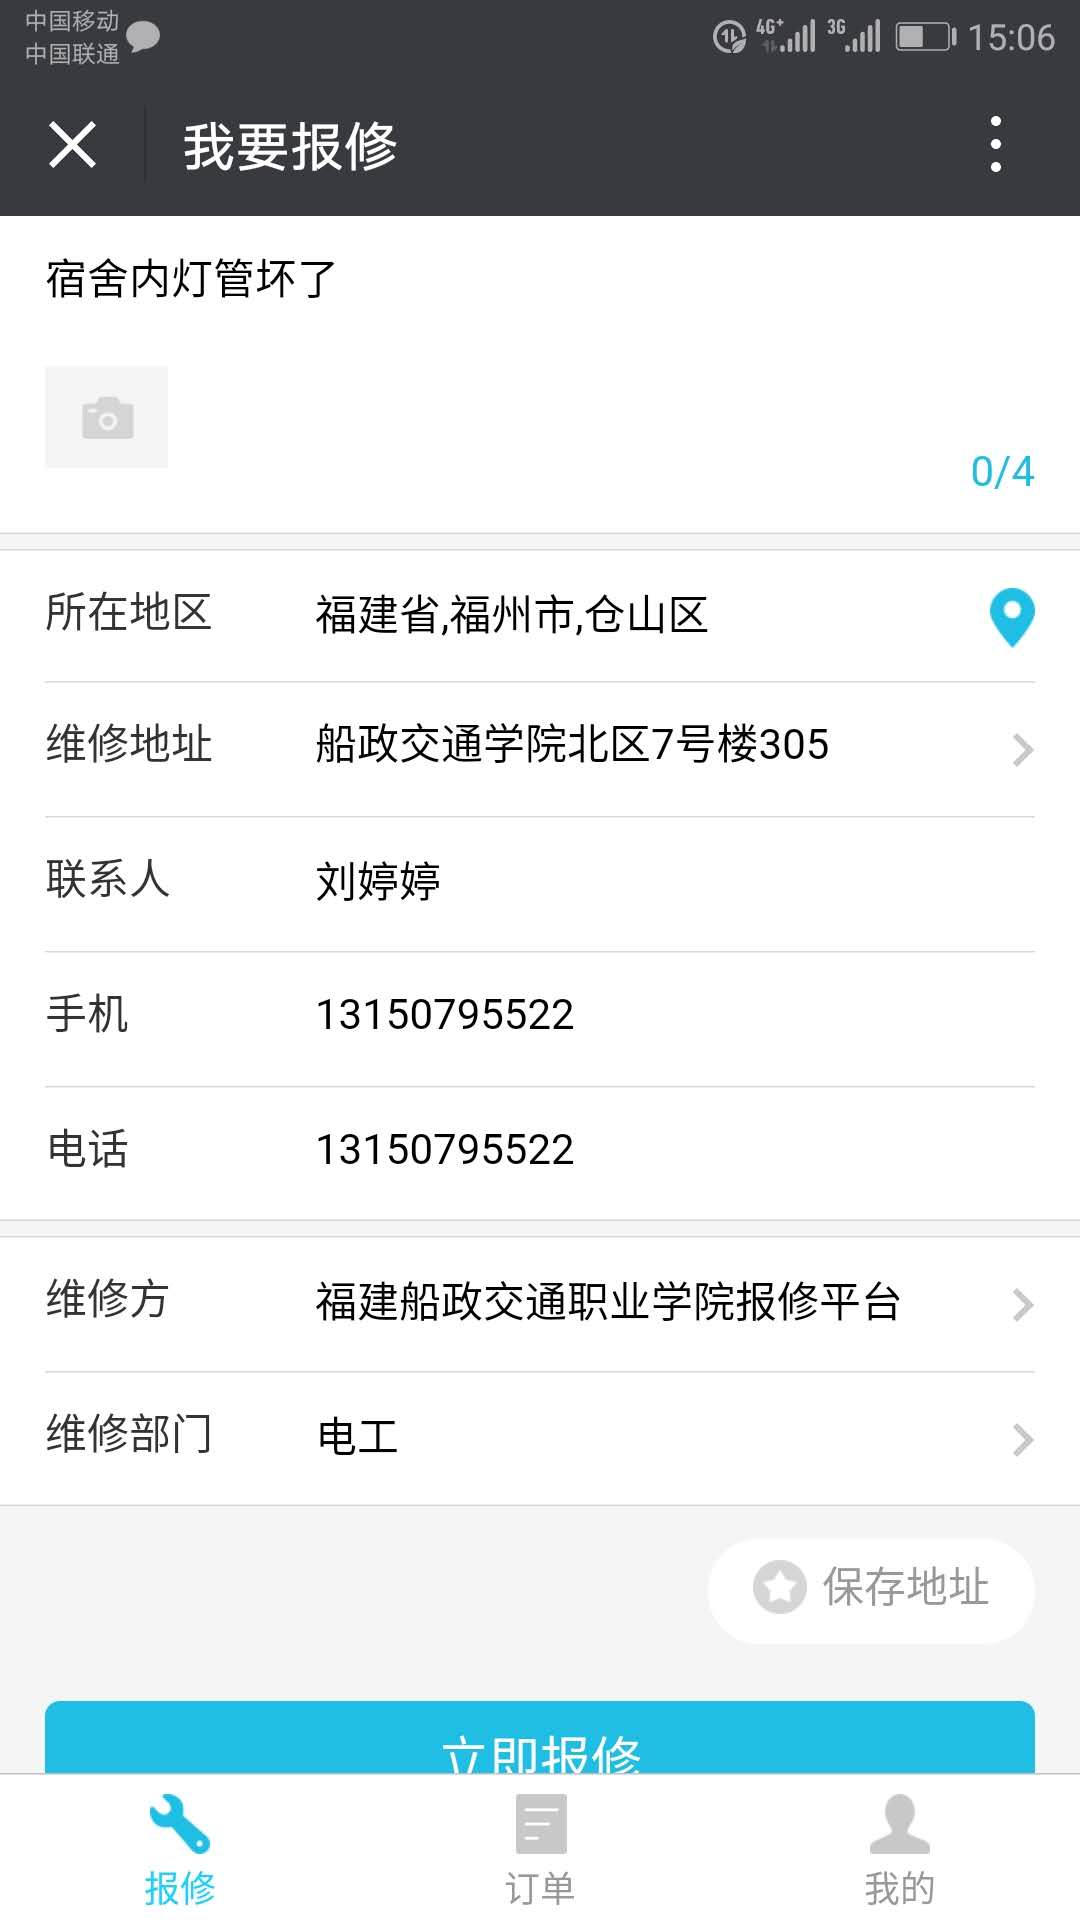 中国移动
中国联通
4G+ 3G 15:06
我要报修
宿舍内灯管坏了
0/4
所在地区 福建省,福州市,仓山区
维修地址 船政交通学院北区7号楼305
联系人 刘婷婷
手机 13150795522
电话 13150795522
维修方 福建船政交通职业学院报修平台
维修部门 电工
保存地址
立即报修
报修 订单 我的